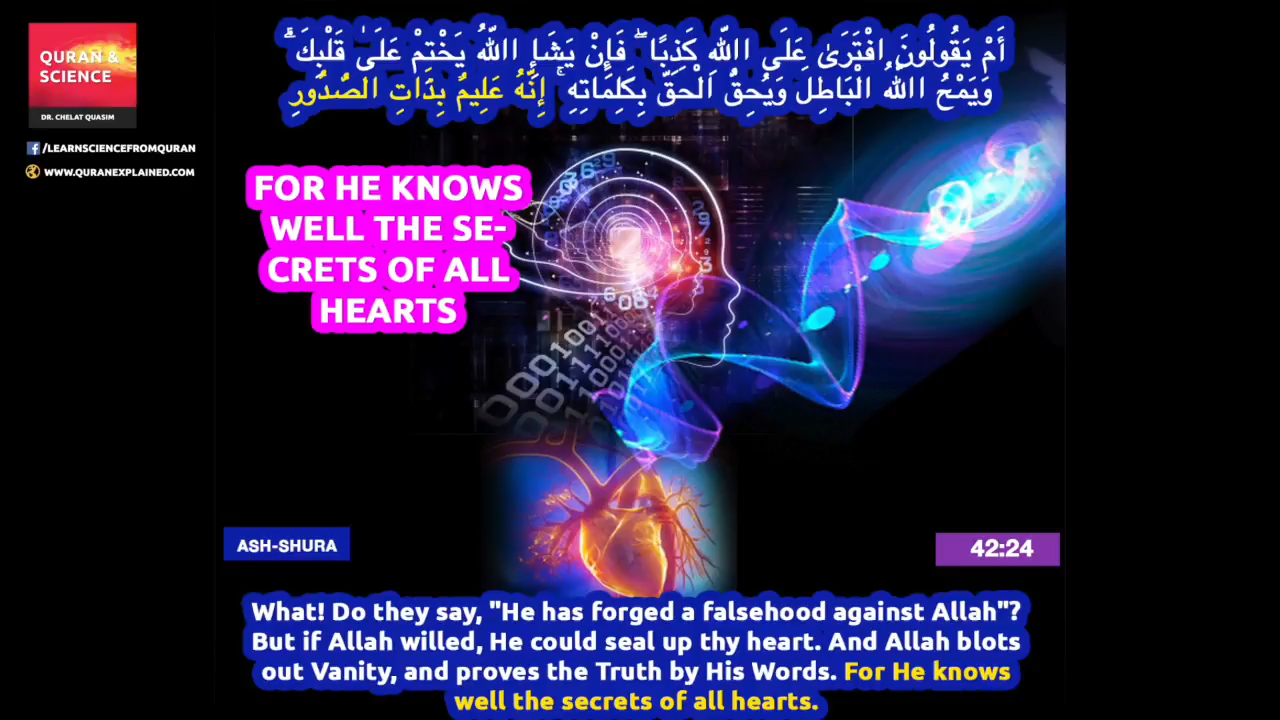 QURAN &
SCIENCE
DR. CHELAT QUASIM
/LEARNSCIENCEFROMQURAN
WWW.QURANEXPLAINED.COM
أَمْ يَقُولُونَ افْتَرَىٰ عَلَى اللَّهِ كَذِبًا ۖ فَإِنْ يَشَإِ اللَّهُ يَخْتِمْ عَلَىٰ قَلْبِكَ ۗ
وَيَمْحُ اللَّهُ الْبَاطِلَ وَيُحِقُّ الْحَقَّ بِكَلِمَاتِهِ ۚ إِنَّهُ عَلِيمٌ بِذَاتِ الصُّدُورِ
FOR HE KNOWS
WELL THE SE-
CRETS OF ALL
HEARTS
ASH-SHURA
42:24
What! Do they say, "He has forged a falsehood against Allah"?
But if Allah willed, He could seal up thy heart. And Allah blots
out Vanity, and proves the Truth by His Words. For He knows
well the secrets of all hearts.